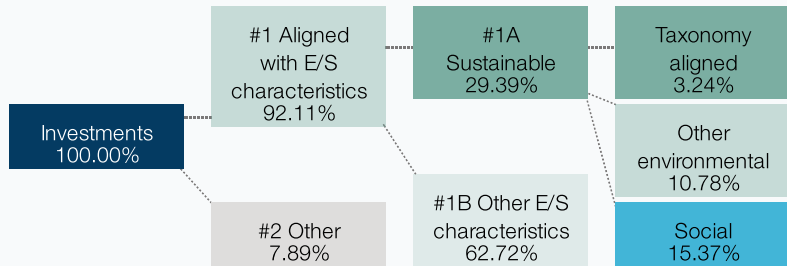 Investments
100.00%
#1 Aligned
with E/S
characteristics
92.11%
#2 Other
7.89%
#1A
Sustainable
29.39%
#1B Other E/S
characteristics
62.72%
Taxonomy
aligned
3.24%
Other
environmental
10.78%
Social
15.37%